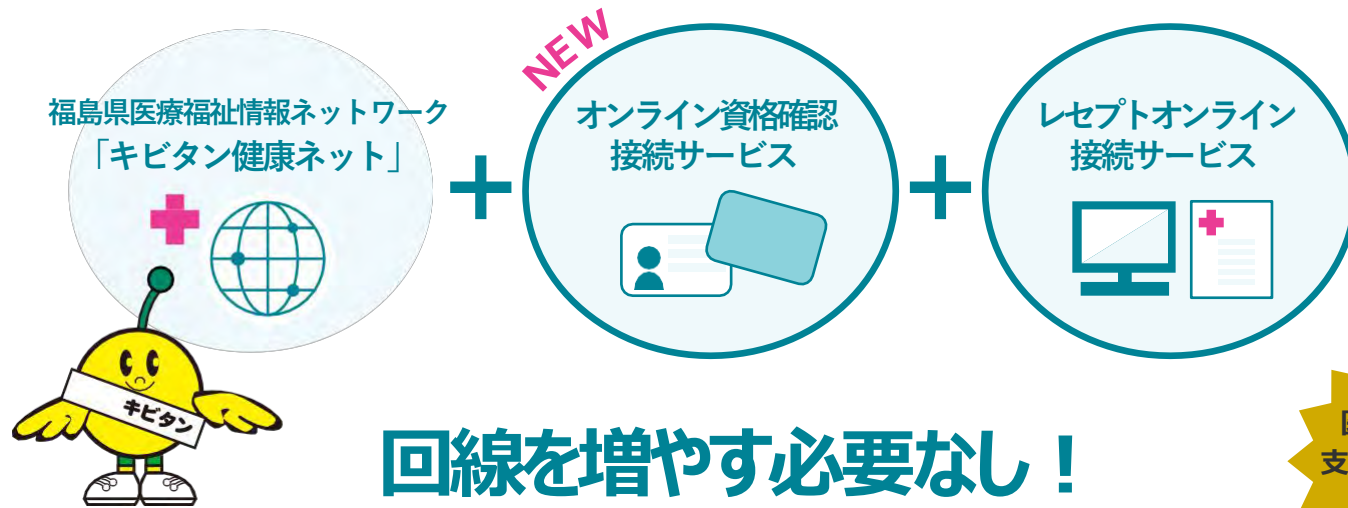 福島県医療福祉情報ネットワーク
「キビタン健康ネット」
NEW
オンライン資格確認
接続サービス
レセプトオンライン
接続サービス
キビタン
回線を増やす必要なし！
支